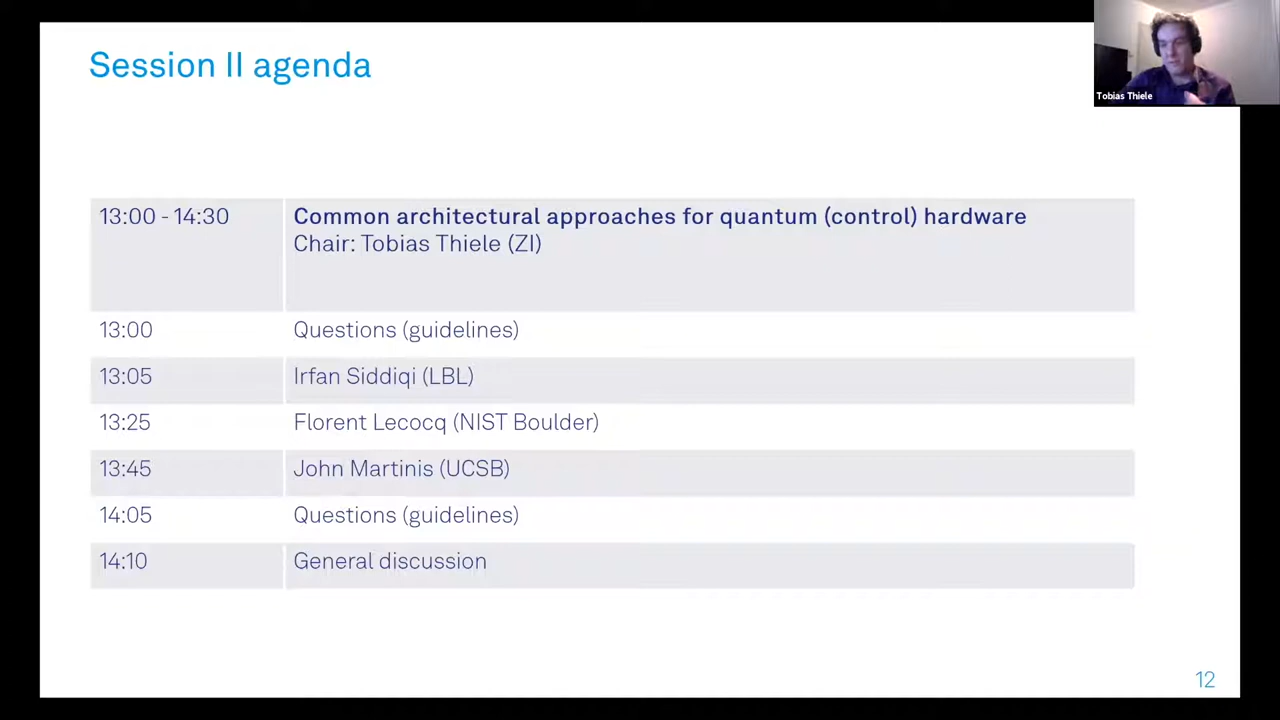 Session II agenda
Tobias Thiele
13:00 - 14:30 Common architectural approaches for quantum (control) hardware
Chair: Tobias Thiele (ZI)
13:00 Questions (guidelines)
13:05 Irfan Siddiqi (LBL)
13:25 Florent Lecocq (NIST Boulder)
13:45 John Martinis (UCSB)
14:05 Questions (guidelines)
14:10 General discussion
12